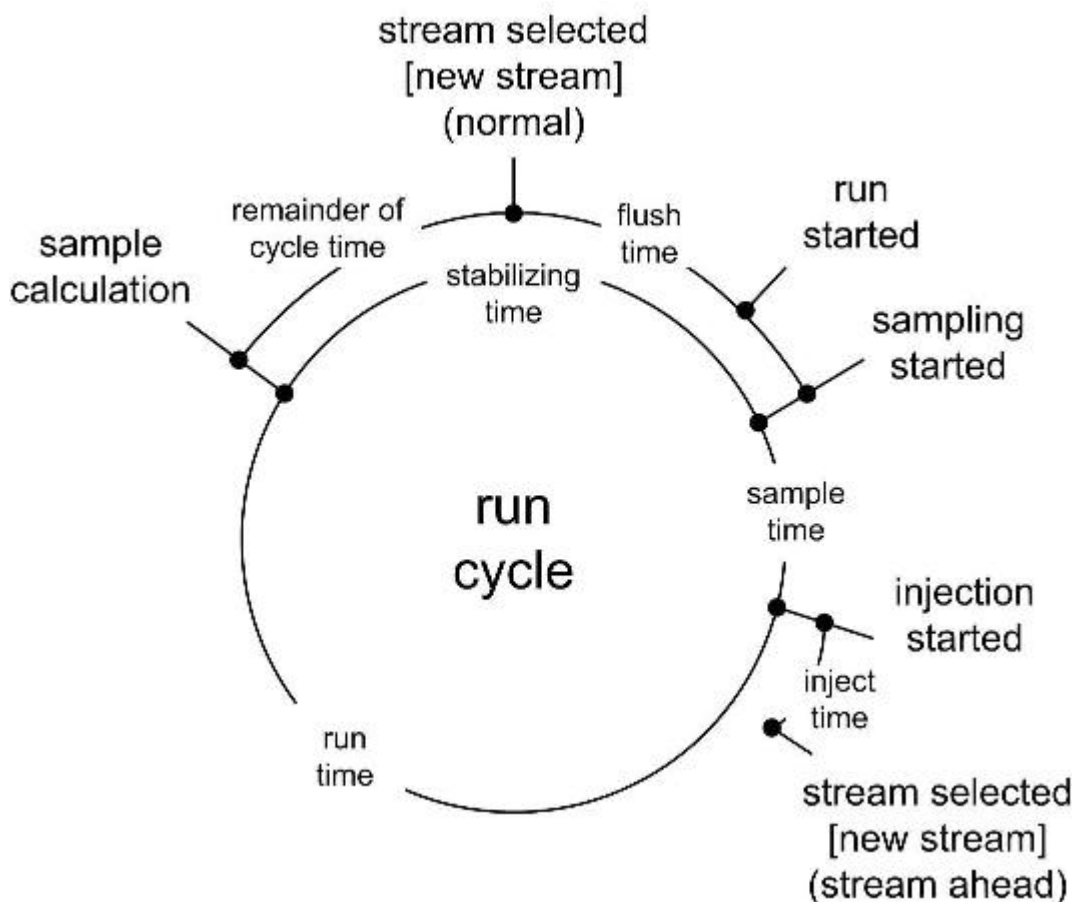 stream selected
[new stream]
(normal)
remainder of
cycle time
flush
time
run
started
sample
calculation
stabilizing
time
sampling
started
sample
time
run
cycle
injection
started
inject
time
run
time
stream selected
[new stream]
(stream ahead)